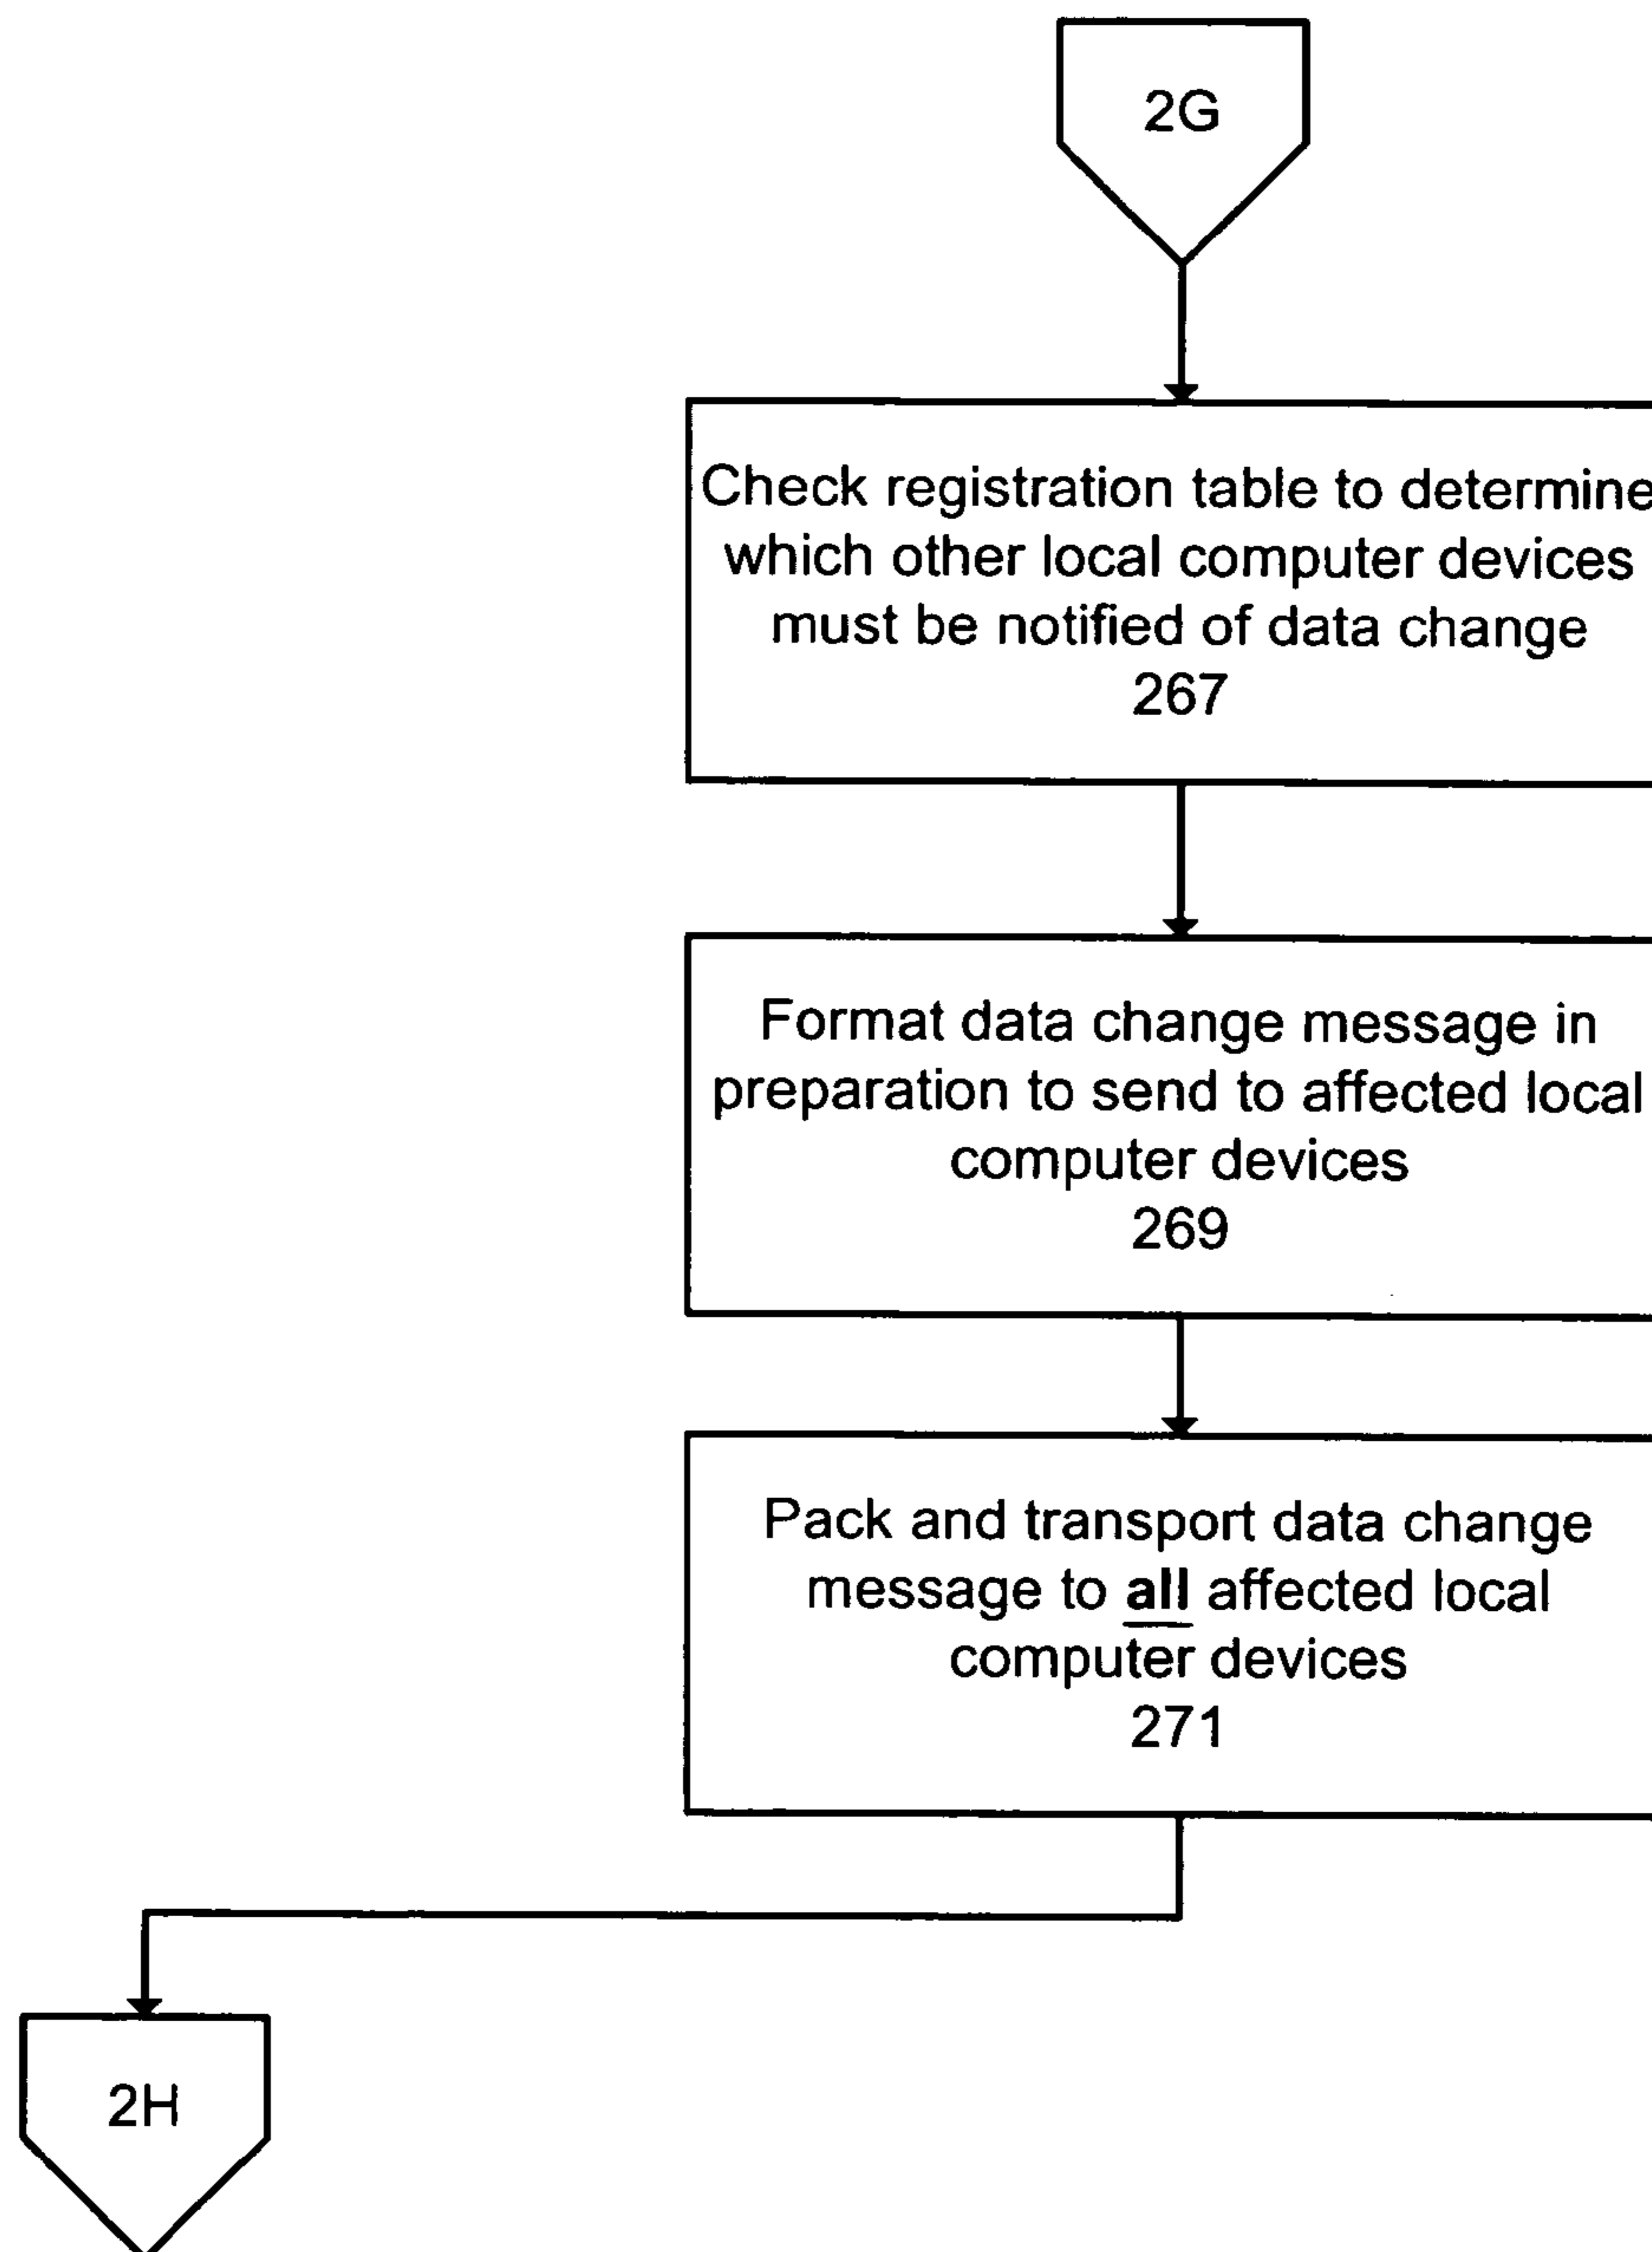 2G
Check registration table to determine
which other local computer devices
must be notified of data change
267
Format data change message in
preparation to send to affected local
computer devices
269
Pack and transport data change
message to all affected local
computer devices
271
2H